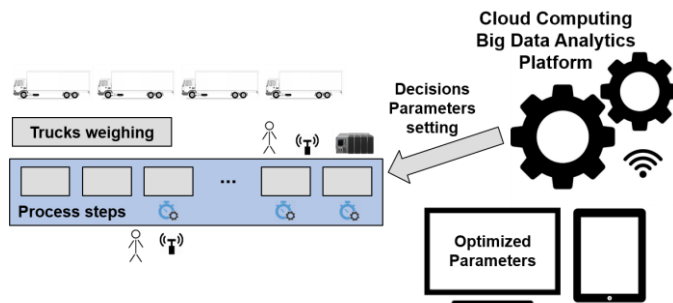 Cloud Computing
Big Data Analytics
Platform
Decisions
Parameters
setting
Trucks weighing
...
Process steps
Optimized
Parameters